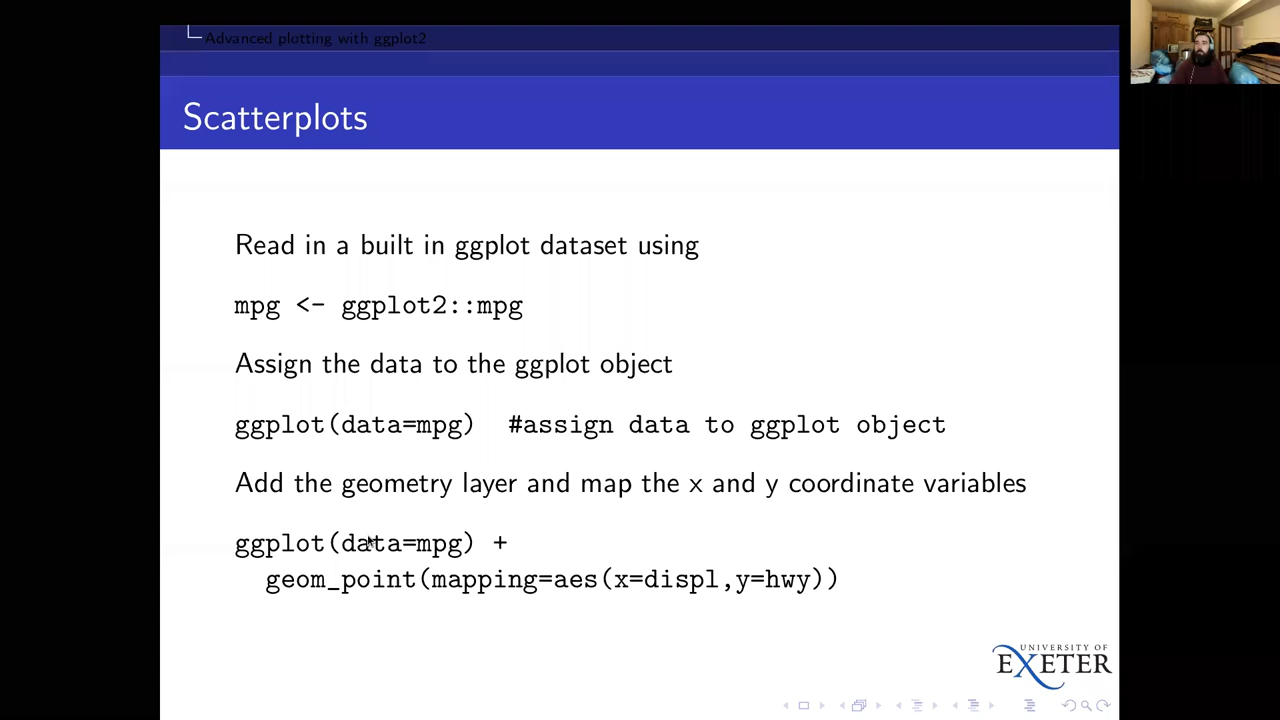 Advanced plotting with ggplot2
Scatterplots
Read in a built in ggplot dataset using
mpg <- ggplot2::mpg
Assign the data to the ggplot object
ggplot(data=mpg)  #assign data to ggplot object
Add the geometry layer and map the x and y coordinate variables
ggplot(data=mpg) +
geom_point(mapping=aes(x=displ,y=hwy))
UNIVERSITY OF
EXETER